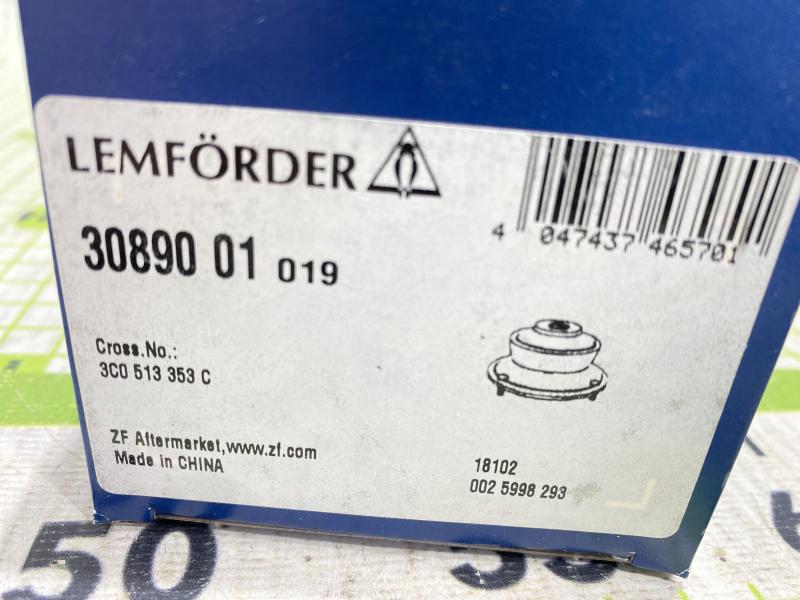 LEMFÖRDER
4 047437 465701
30890 01 019
Cross.No.:
3C0 513 353 C
ZF Aftermarket,www.zf.com
Made in CHINA
18102
002 5998 293
50